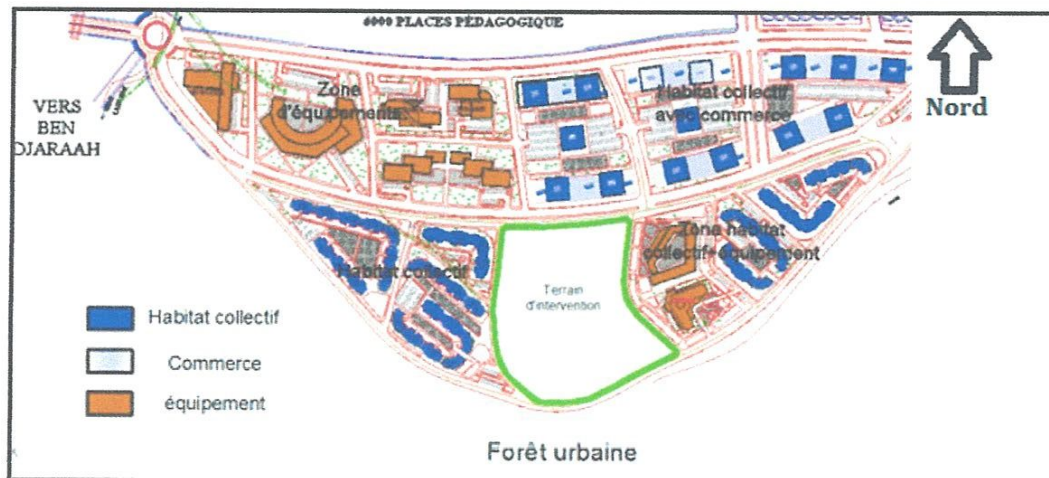 6000 PLACES PÉDAGOGIQUE
Nord
VERS
BEN
DJARAAH
Zone
d'équipements
Habitat collectif
avec commerce
Habitat collectif
Zone habitat
collectif+équipement
Terrain
d'intervention
Habitat collectif
Commerce
équipement
Forêt urbaine